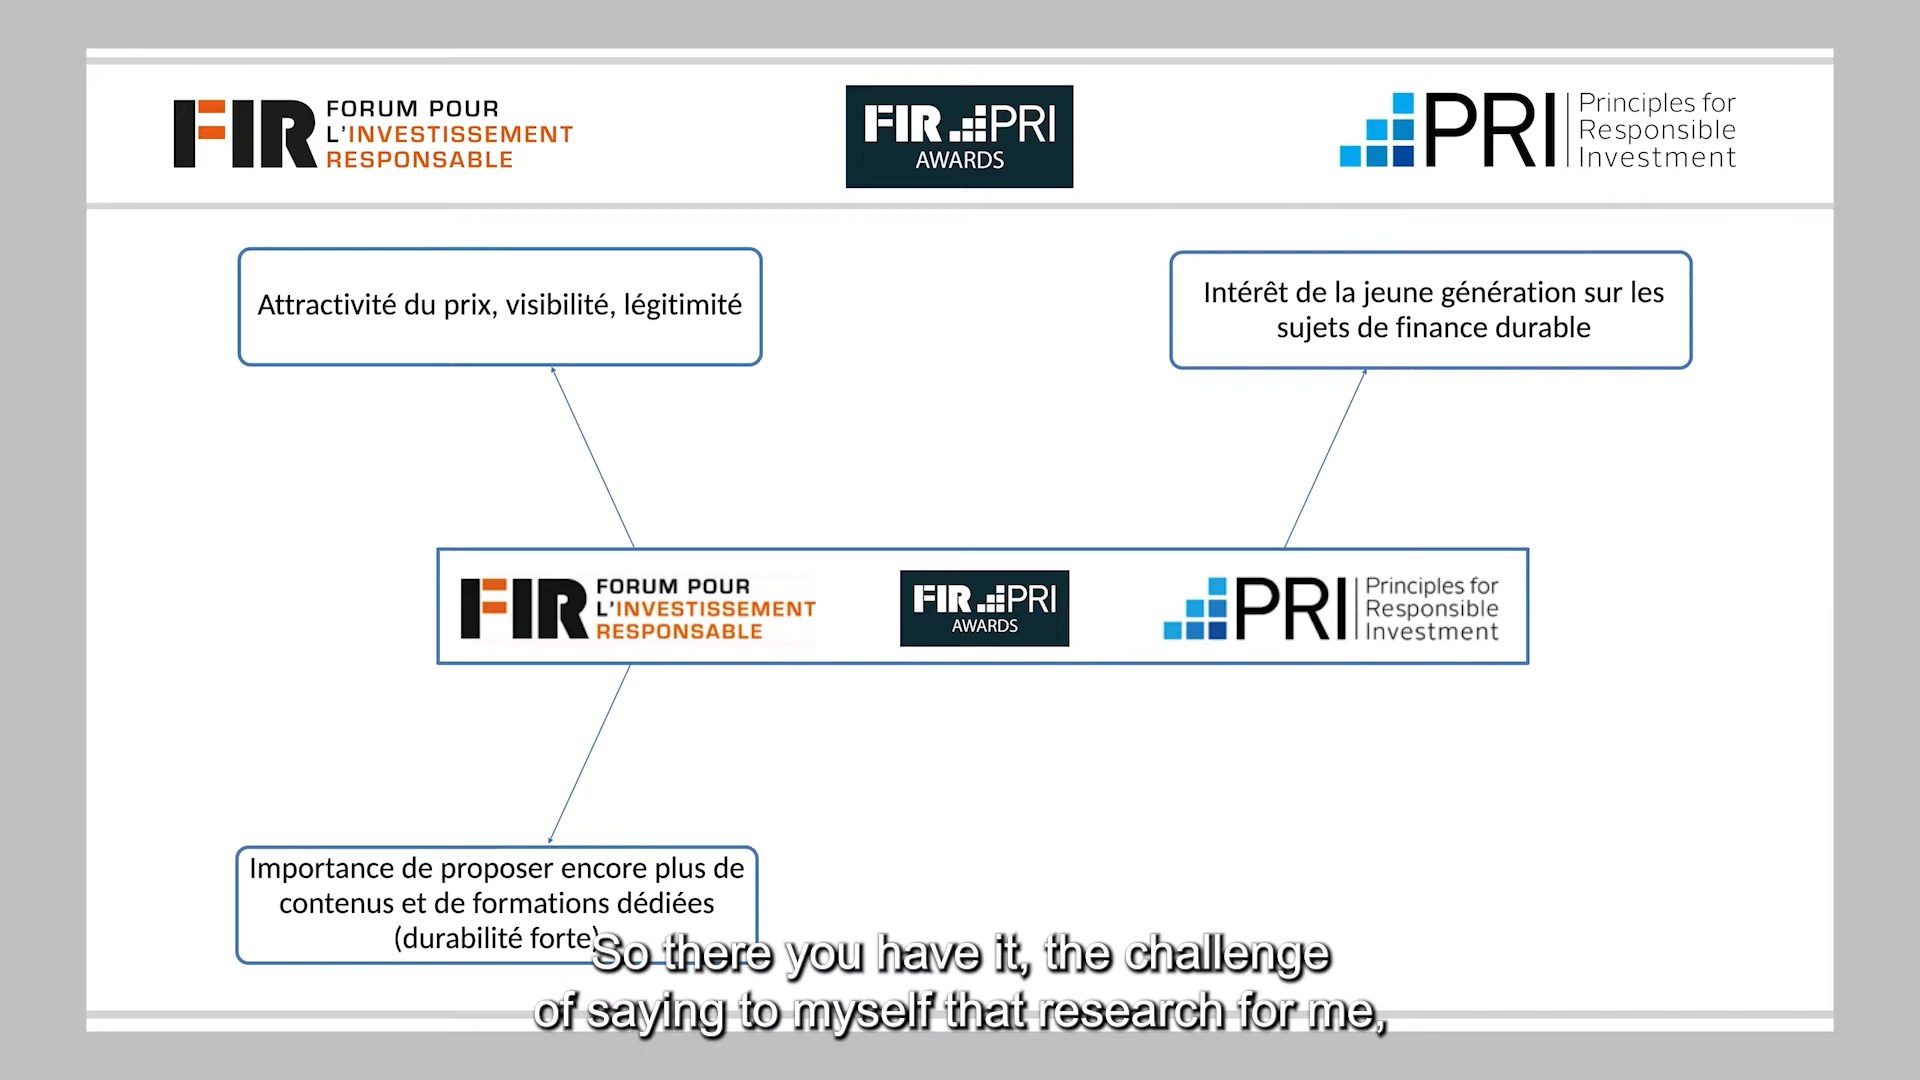 FIR FORUM POUR
L'INVESTISSEMENT
RESPONSABLE
FIR PRI
AWARDS
PRI Principles for
Responsible
Investment
Attractivité du prix, visibilité, légitimité
Intérêt de la jeune génération sur les
sujets de finance durable
FIR FORUM POUR
L'INVESTISSEMENT
RESPONSABLE
FIR PRI
AWARDS
PRI Principles for
Responsible
Investment
Importance de proposer encore plus de
contenus et de formations dédiées
(durabilité forte)
So there you have it, the challenge
of saying to myself that research for me,